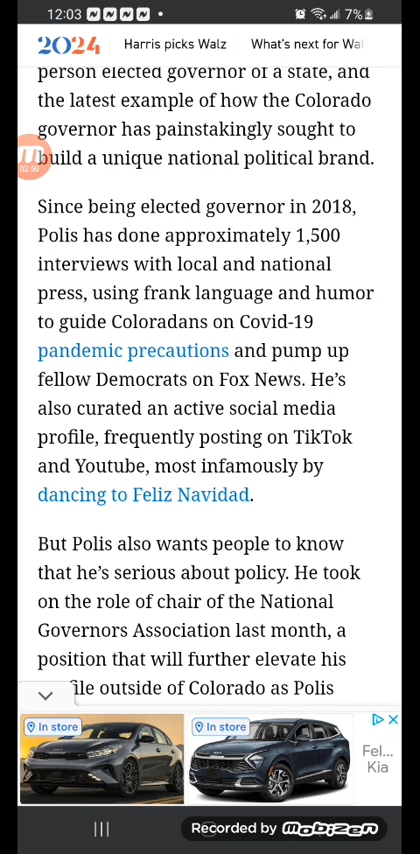 12:03
7%
2024 Harris picks Walz What's next for Wal
person elected governor of a state, and
the latest example of how the Colorado
governor has painstakingly sought to
build a unique national political brand.
02:50
Since being elected governor in 2018,
Polis has done approximately 1,500
interviews with local and national
press, using frank language and humor
to guide Coloradans on Covid-19
pandemic precautions and pump up
fellow Democrats on Fox News. He's
also curated an active social media
profile, frequently posting on TikTok
and Youtube, most infamously by
dancing to Feliz Navidad.
But Polis also wants people to know
that he's serious about policy. He took
on the role of chair of the National
Governors Association last month, a
position that will further elevate his
file outside of Colorado as Polis
In store
In store
Fel...
Kia
Recorded by Mobizen